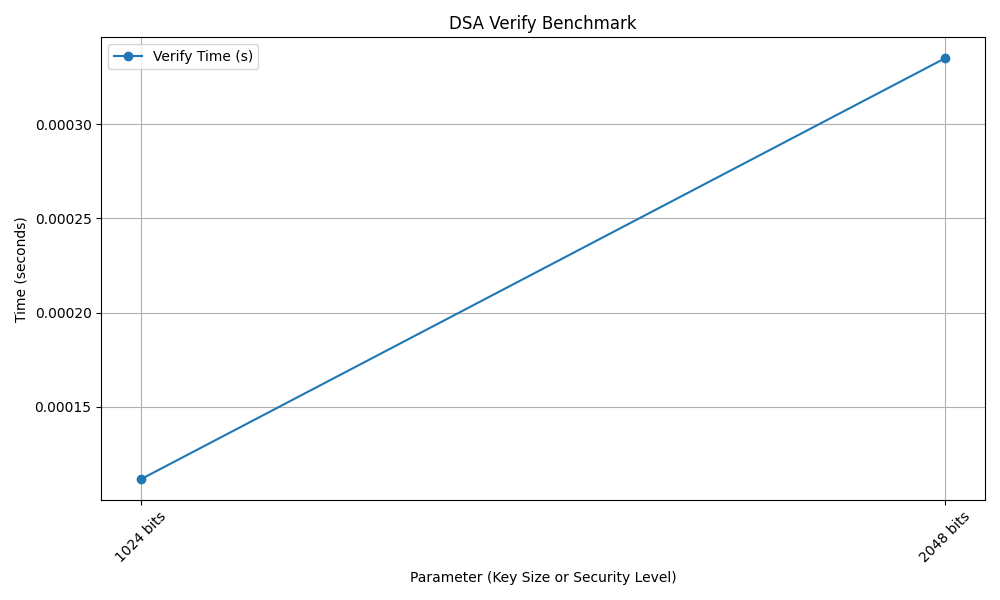 DSA Verify Benchmark
Verify Time (s)
Time (seconds)
0.00030
0.00025
0.00020
0.00015
1024 bits
2048 bits
Parameter (Key Size or Security Level)